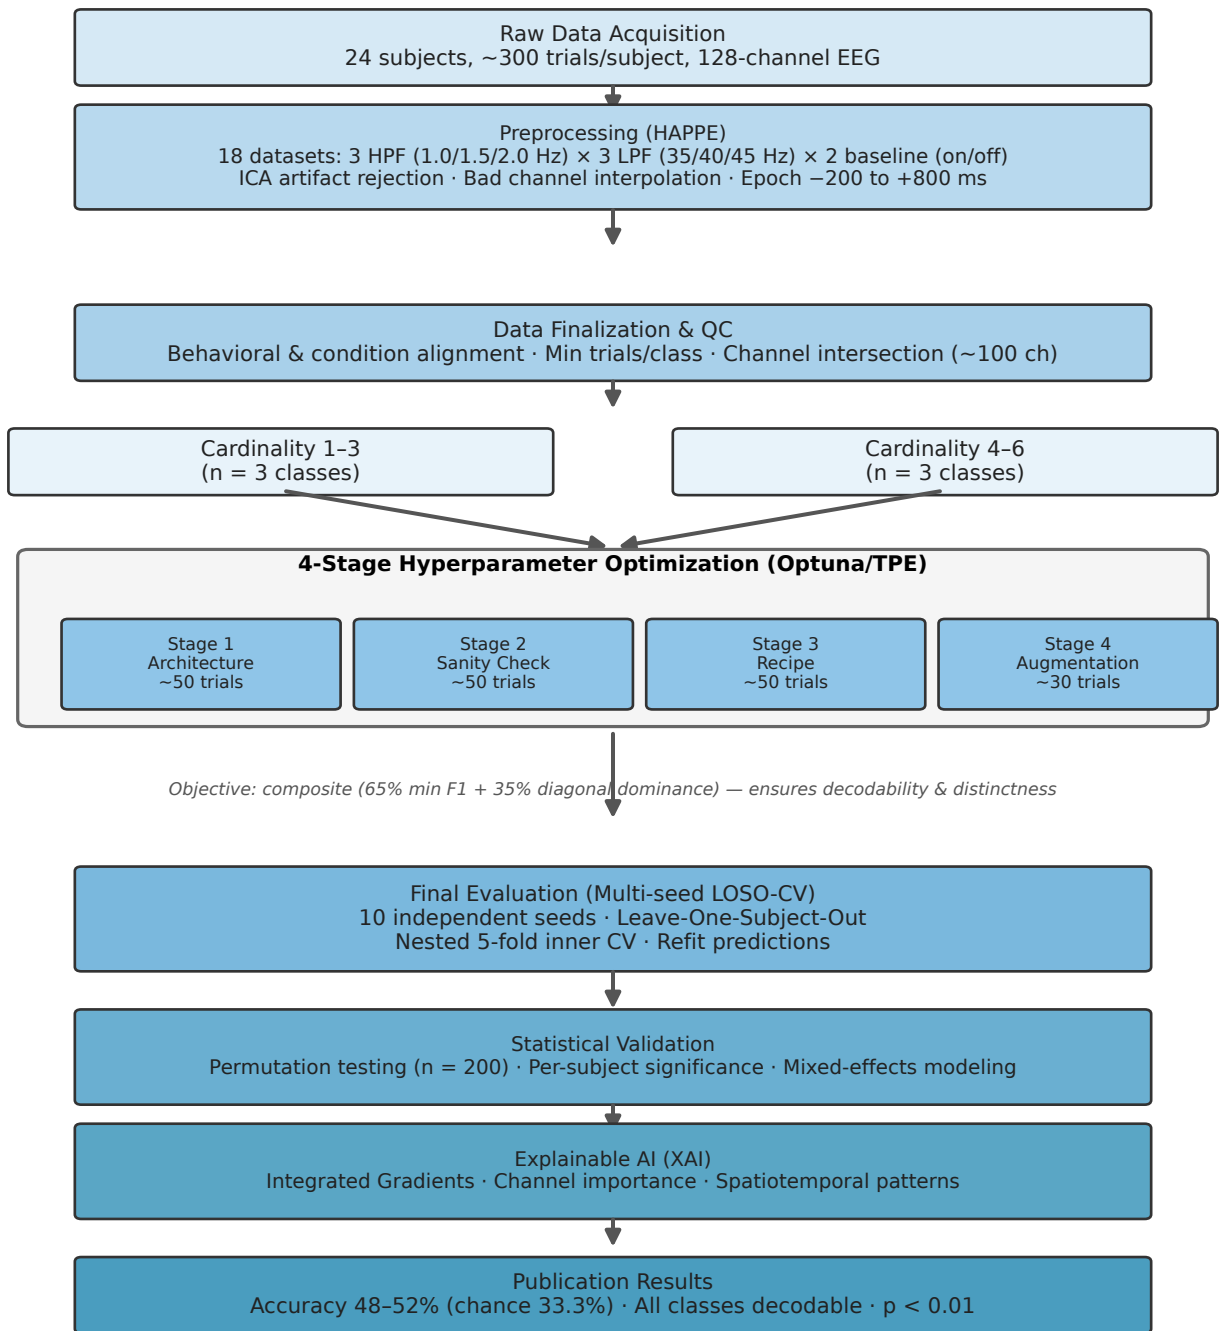 Raw Data Acquisition
24 subjects, ~300 trials/subject, 128-channel EEG
Preprocessing (HAPPE)
18 datasets: 3 HPF (1.0/1.5/2.0 Hz) × 3 LPF (35/40/45 Hz) × 2 baseline (on/off)
ICA artifact rejection · Bad channel interpolation · Epoch −200 to +800 ms
Data Finalization & QC
Behavioral & condition alignment · Min trials/class · Channel intersection (~100 ch)
Cardinality 1–3
(n = 3 classes)
Cardinality 4–6
(n = 3 classes)
4-Stage Hyperparameter Optimization (Optuna/TPE)
Stage 1
Architecture
~50 trials
Stage 2
Sanity Check
~50 trials
Stage 3
Recipe
~50 trials
Stage 4
Augmentation
~30 trials
Objective: composite (65% min F1 + 35% diagonal dominance) — ensures decodability & distinctness
Final Evaluation (Multi-seed LOSO-CV)
10 independent seeds · Leave-One-Subject-Out
Nested 5-fold inner CV · Refit predictions
Statistical Validation
Permutation testing (n = 200) · Per-subject significance · Mixed-effects modeling
Explainable AI (XAI)
Integrated Gradients · Channel importance · Spatiotemporal patterns
Publication Results
Accuracy 48–52% (chance 33.3%) · All classes decodable · p < 0.01